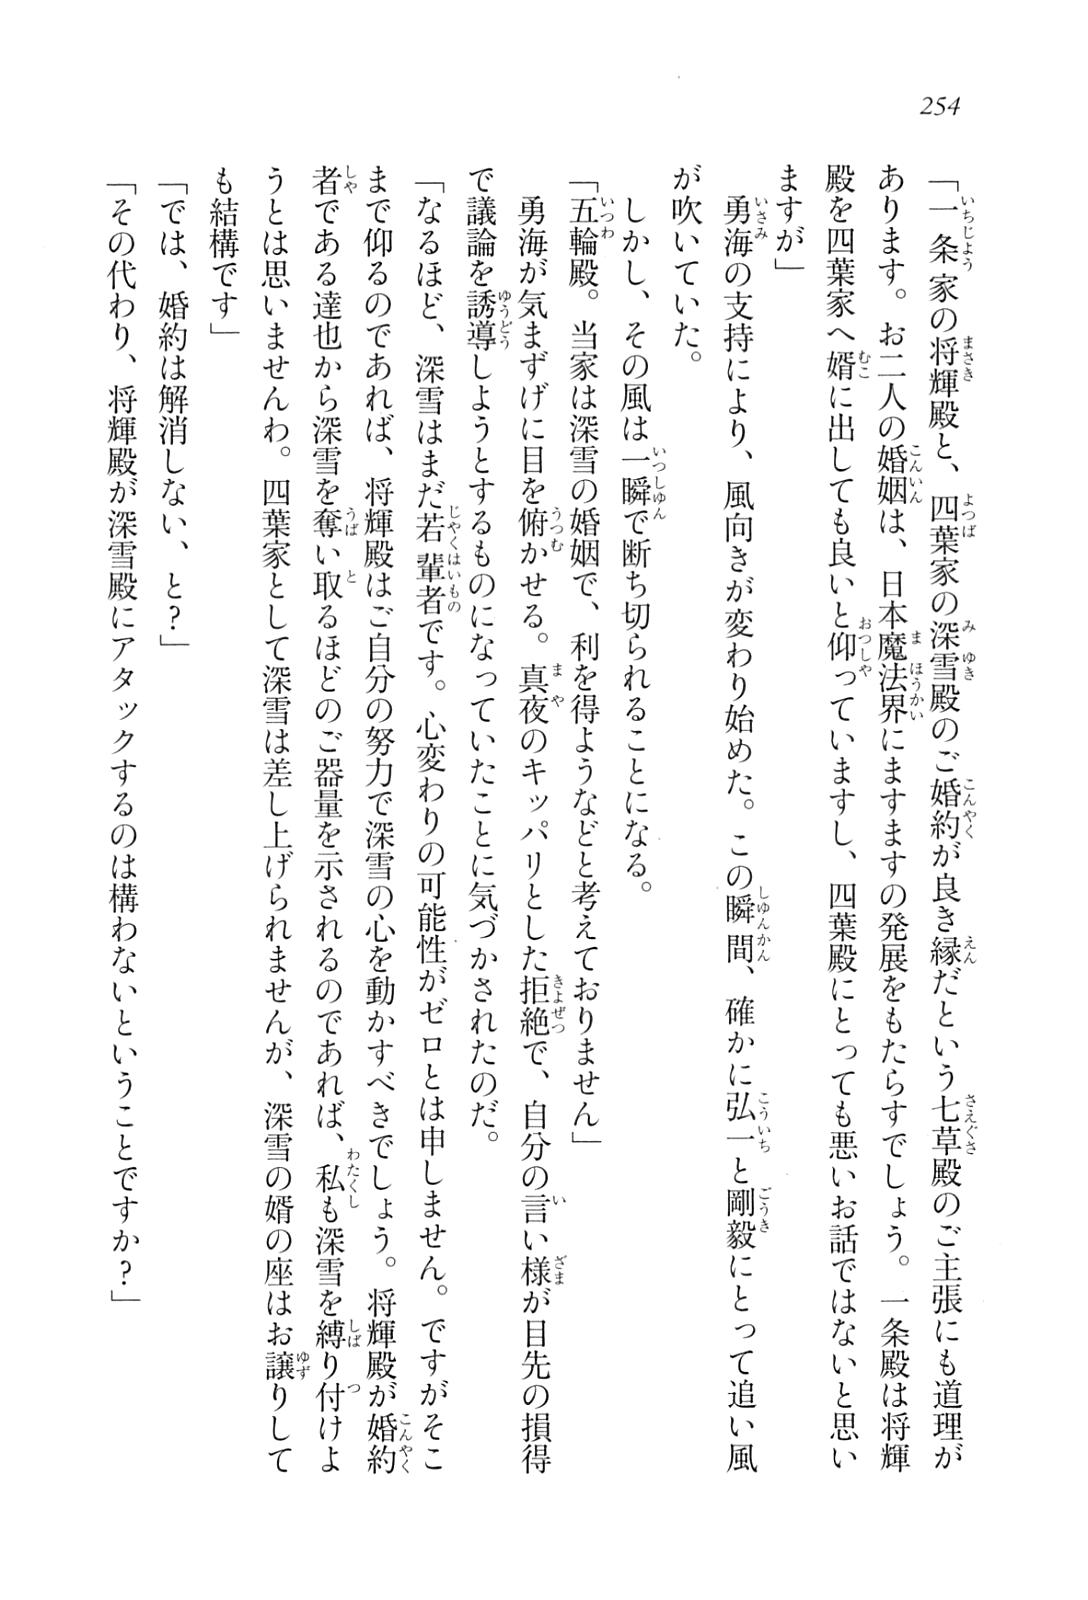 254
「一条家の将輝殿と、四葉家の深雪殿のご婚約が良き縁だという七草殿のご主張にも道理が
あります。お二人の婚姻は、日本魔法界にますますの発展をもたらすでしょう。一条殿は将輝
殿を四葉家へ婿に出しても良いと仰っていますし、四葉殿にとっても悪いお話ではないと思い
ますが」
　勇海の支持により、風向きが変わり始めた。この瞬間、確かに弘一と剛毅にとって追い風
が吹いていた。
　しかし、その風は一瞬で断ち切られることになる。
「五輪殿。当家は深雪の婚姻で、利を得ようなどと考えておりません」
　勇海が気まずげに目を俯かせる。真夜のキッパリとした拒絶で、自分の言い様が目先の損得
で議論を誘導しようとするものになっていたことに気づかされたのだ。
「なるほど、深雪はまだ若輩者です。心変わりの可能性がゼロとは申しません。ですがそこ
まで仰るのであれば、将輝殿はご自分の努力で深雪の心を動かすべきでしょう。将輝殿が婚約
者である達也から深雪を奪い取るほどのご器量を示されるのであれば、私も深雪を縛り付けよ
うとは思いませんわ。四葉家として深雪は差し上げられませんが、深雪の婿の座はお譲りして
も結構です」
「では、婚約は解消しない、と？」
「その代わり、将輝殿が深雪殿にアタックするのは構わないということですか？」